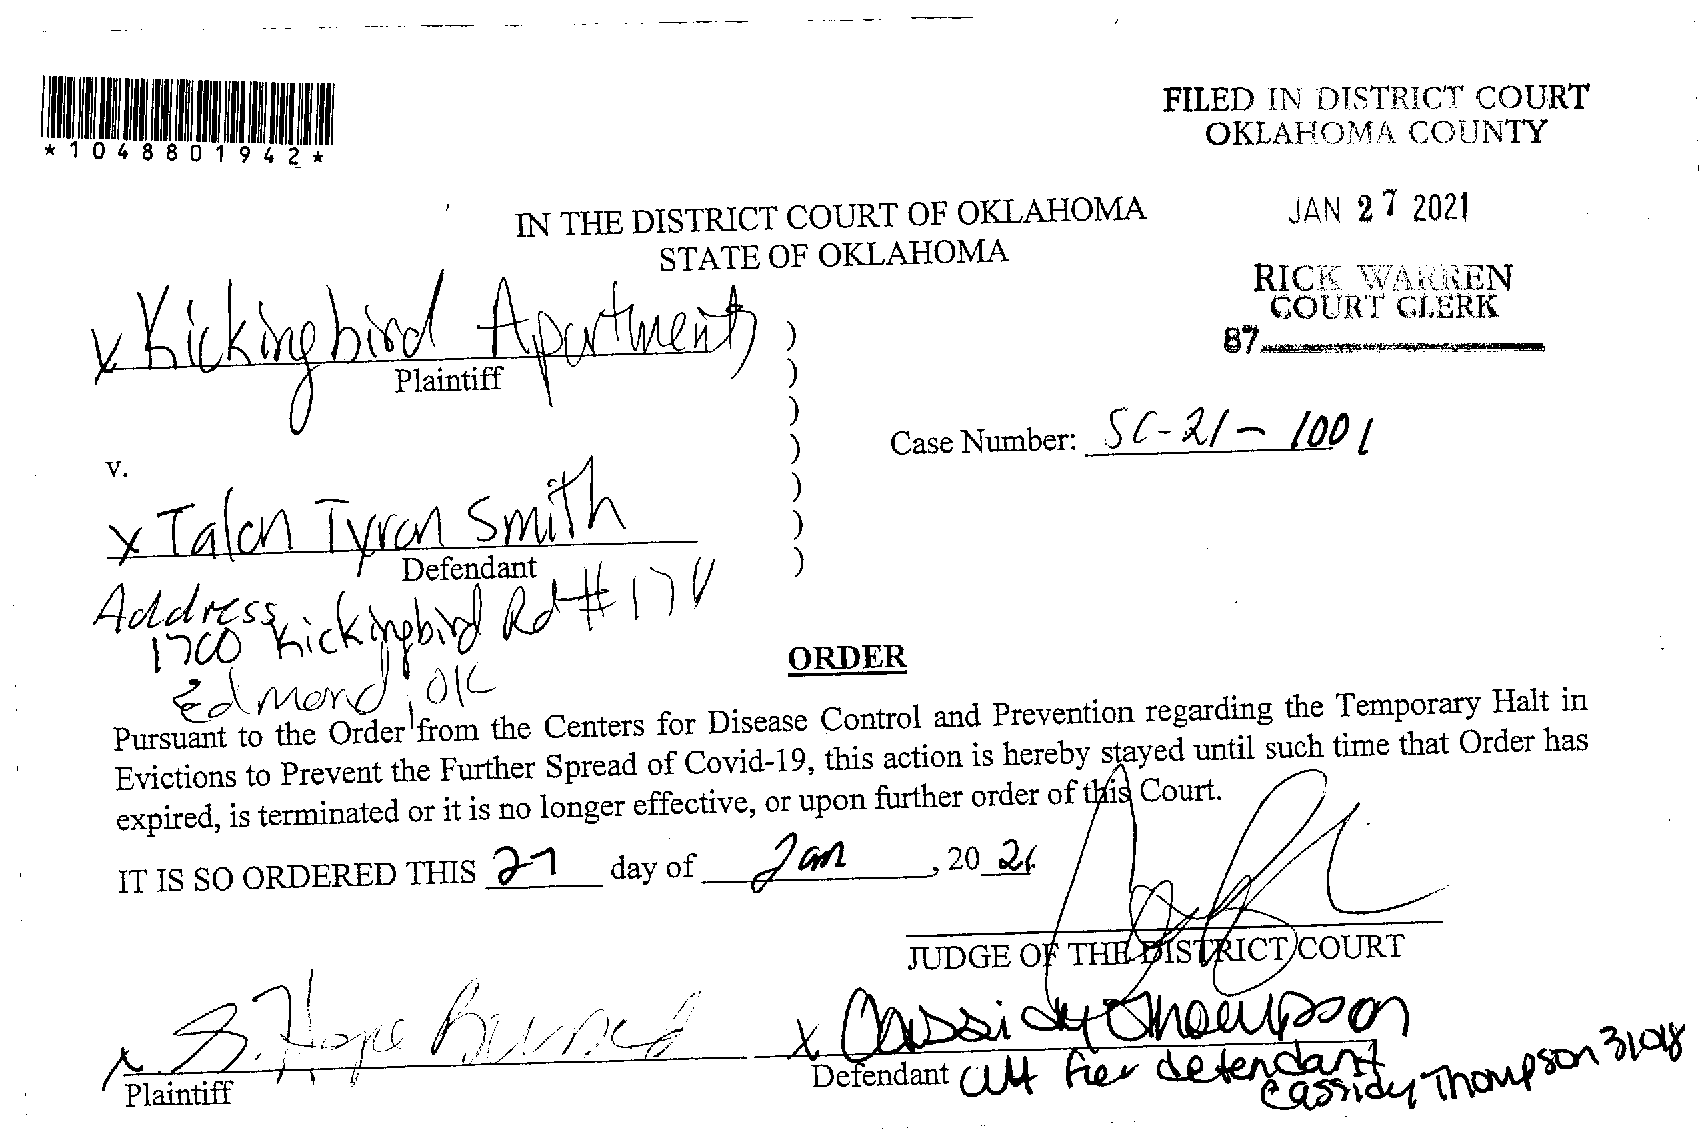 *1048801942*
FILED IN DISTRICT COURT
OKLAHOMA COUNTY
JAN 27 2021
RICK WARREN
COURT CLERK
87
IN THE DISTRICT COURT OF OKLAHOMA
STATE OF OKLAHOMA
x Kickingbird Apartments )
Plaintiff )
)
v. )
)
x Talon Tyron Smith )
Defendant )
Case Number: SC-21-1001
Address
1700 Kickingbird Rd # 174
Edmond, OK
ORDER
Pursuant to the Order from the Centers for Disease Control and Prevention regarding the Temporary Halt in
Evictions to Prevent the Further Spread of Covid-19, this action is hereby stayed until such time that Order has
expired, is terminated or it is no longer effective, or upon further order of this Court.
IT IS SO ORDERED THIS 27 day of Jan, 2021
JUDGE OF THE DISTRICT COURT
x S. Hope
Plaintiff
x Cassidy Thompson
Defendant Att for defendant
Cassidy Thompson 31018